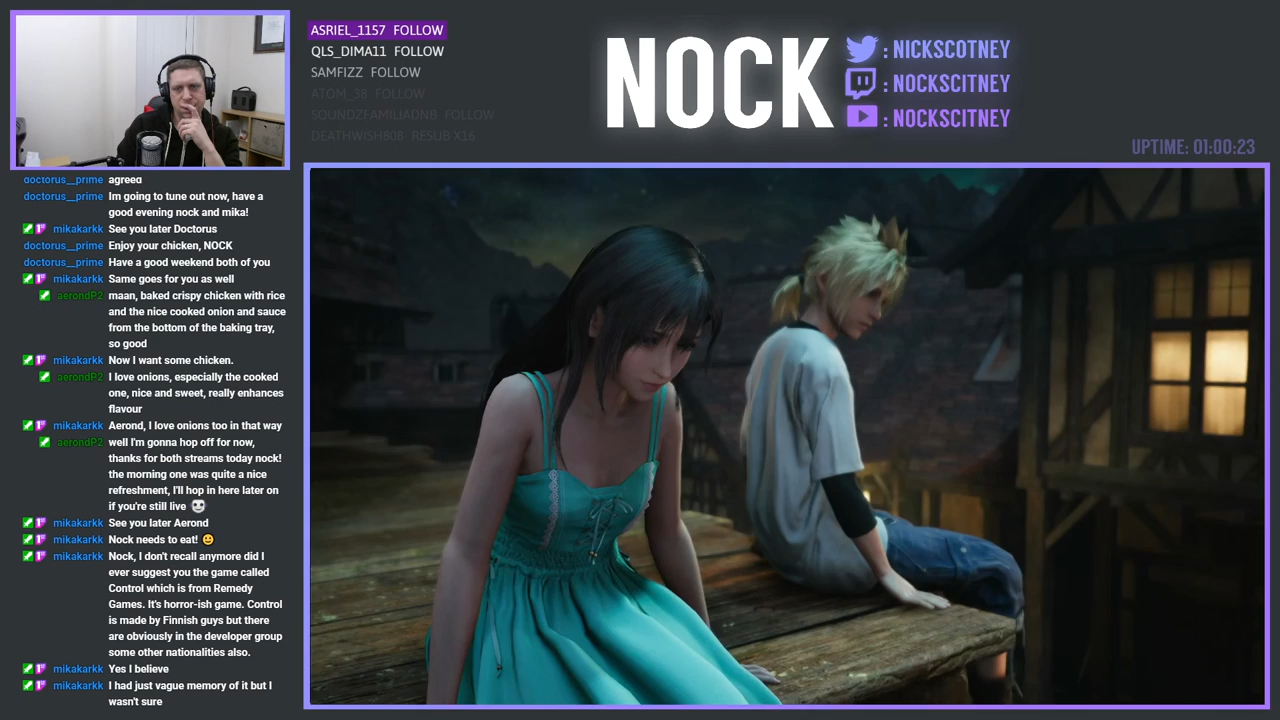 ASRIEL_1157 FOLLOW
QLS_DIMA11 FOLLOW
SAMFIZZ FOLLOW
ATOM_38 FOLLOW
SOUNDZFAMILIADNB FOLLOW
DEATHWISH808 RESUB X16
NOCK
: NICKSCOTNEY
: NOCKSCITNEY
: NOCKSCITNEY
UPTIME: 01:00:23
doctorus__prime agreed
doctorus__prime Im going to tune out now, have a
good evening nock and mika!
mikakarkk See you later Doctorus
doctorus__prime Enjoy your chicken, NOCK
doctorus__prime Have a good weekend both of you
mikakarkk Same goes for you as well
aerondP2 maan, baked crispy chicken with rice
and the nice cooked onion and sauce
from the bottom of the baking tray,
so good
mikakarkk Now I want some chicken.
aerondP2 I love onions, especially the cooked
one, nice and sweet, really enhances
flavour
mikakarkk Aerond, I love onions too in that way
aerondP2 well I'm gonna hop off for now,
thanks for both streams today nock!
the morning one was quite a nice
refreshment, I'll hop in here later on
if you're still live
mikakarkk See you later Aerond
mikakarkk Nock needs to eat!
mikakarkk Nock, I don't recall anymore did I
ever suggest you the game called
Control which is from Remedy
Games. It's horror-ish game. Control
is made by Finnish guys but there
are obviously in the developer group
some other nationalities also.
mikakarkk Yes I believe
mikakarkk I had just vague memory of it but I
wasn't sure